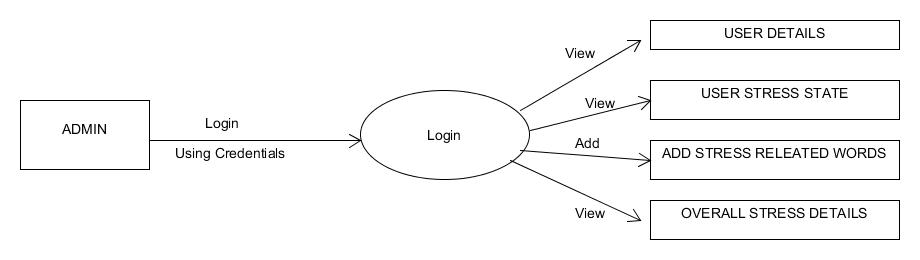 USER DETAILS
View
USER STRESS STATE
View
ADMIN
Login
Using Credentials
Login
Add
ADD STRESS RELEATED WORDS
View
OVERALL STRESS DETAILS